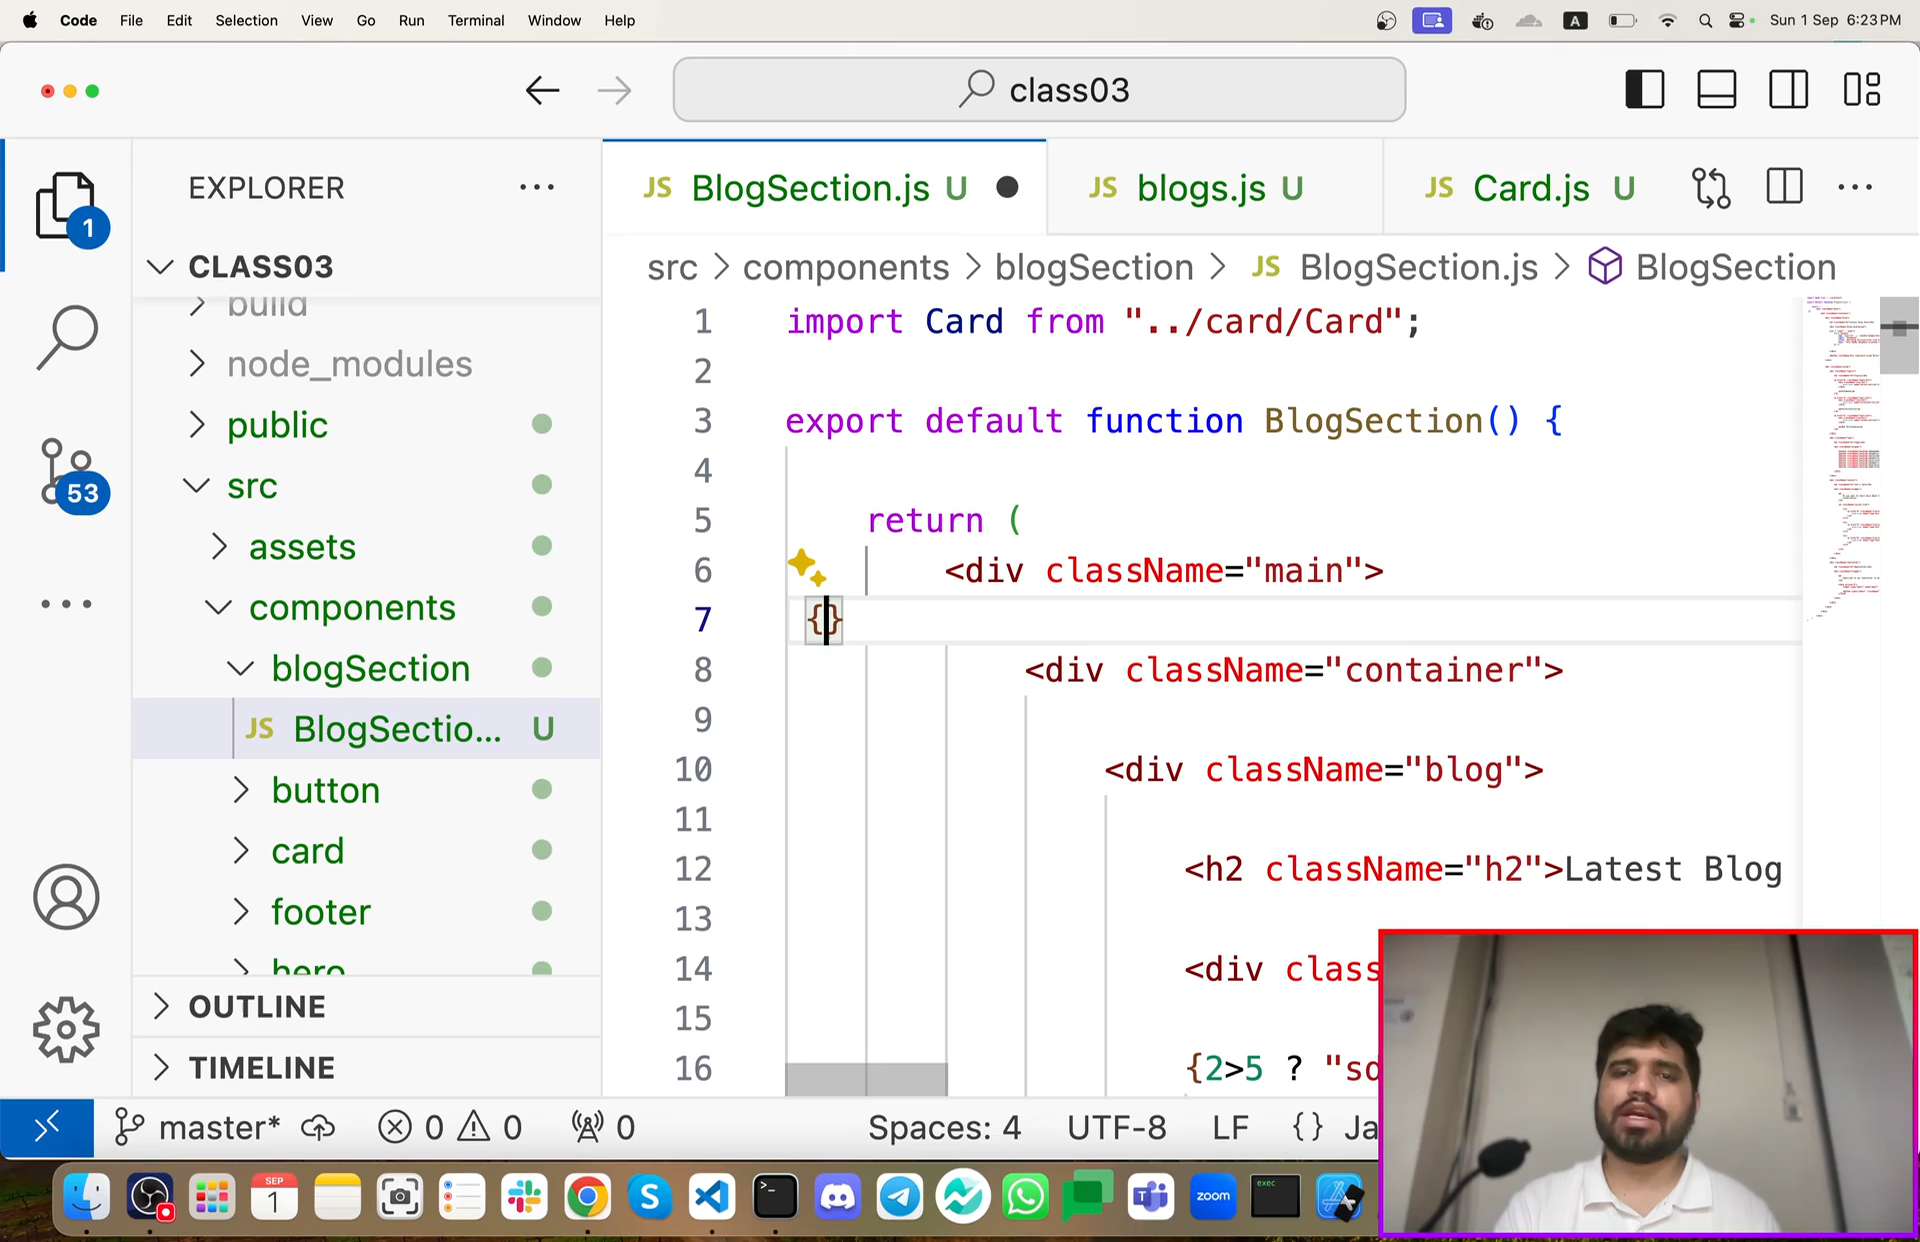 Code File Edit Selection View Go Run Terminal Window Help A Sun 1 Sep 6:23 PM
class03
EXPLORER
1
CLASS03
build
node_modules
public
src
53
assets
components
blogSection
JS BlogSectio... U
button
card
footer
hero
OUTLINE
TIMELINE
JS BlogSection.js U
JS blogs.js U
JS Card.js U
src > components > blogSection > JS BlogSection.js > BlogSection
1 import Card from "../card/Card";
2
3 export default function BlogSection() {
4
5 return (
6 <div className="main">
7 {}
8 <div className="container">
9
10 <div className="blog">
11
12 <h2 className="h2">Latest Blog
13
14 <div class
15
16 {2>5 ? "so
master* 0 0 0 Spaces: 4 UTF-8 LF {} Ja
SEP
1
S
zoom
exec